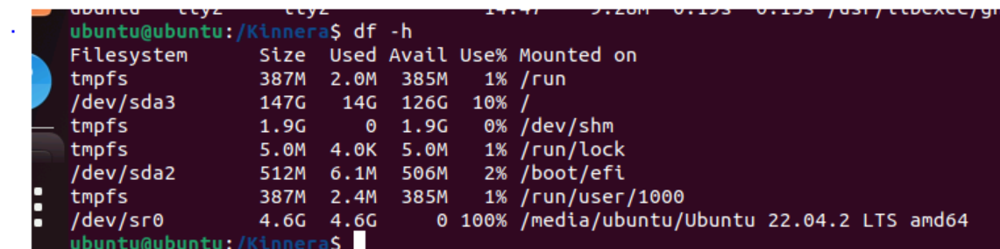 ubuntu@ubuntu:/Kinnera$ df -h
Filesystem      Size  Used Avail Use% Mounted on
tmpfs           387M  2.0M  385M   1% /run
/dev/sda3       147G   14G  126G  10% /
tmpfs           1.9G     0  1.9G   0% /dev/shm
tmpfs           5.0M  4.0K  5.0M   1% /run/lock
/dev/sda2       512M  6.1M  506M   2% /boot/efi
tmpfs           387M  2.4M  385M   1% /run/user/1000
/dev/sr0        4.6G  4.6G     0 100% /media/ubuntu/Ubuntu 22.04.2 LTS amd64
ubuntu@ubuntu:/Kinnera$